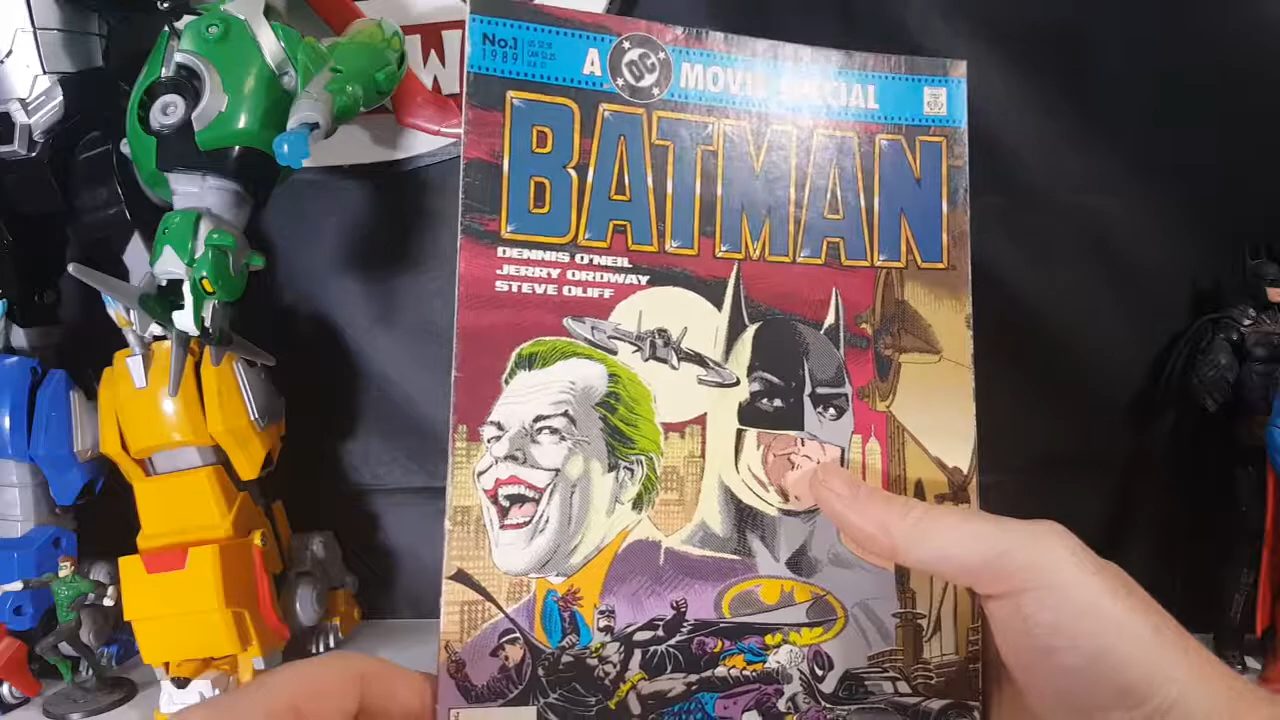 No.1
1989
A DC MOVIE SPECIAL
BATMAN
DENNIS O'NEIL
JERRY ORDWAY
STEVE OLIFF
W